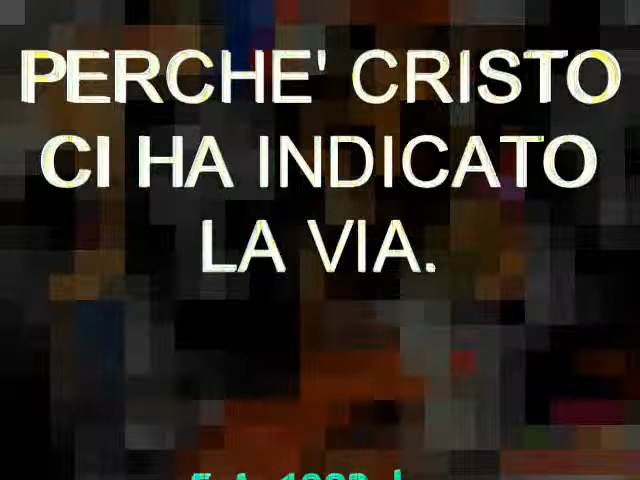 PERCHE' CRISTO
CI HA INDICATO
LA VIA.